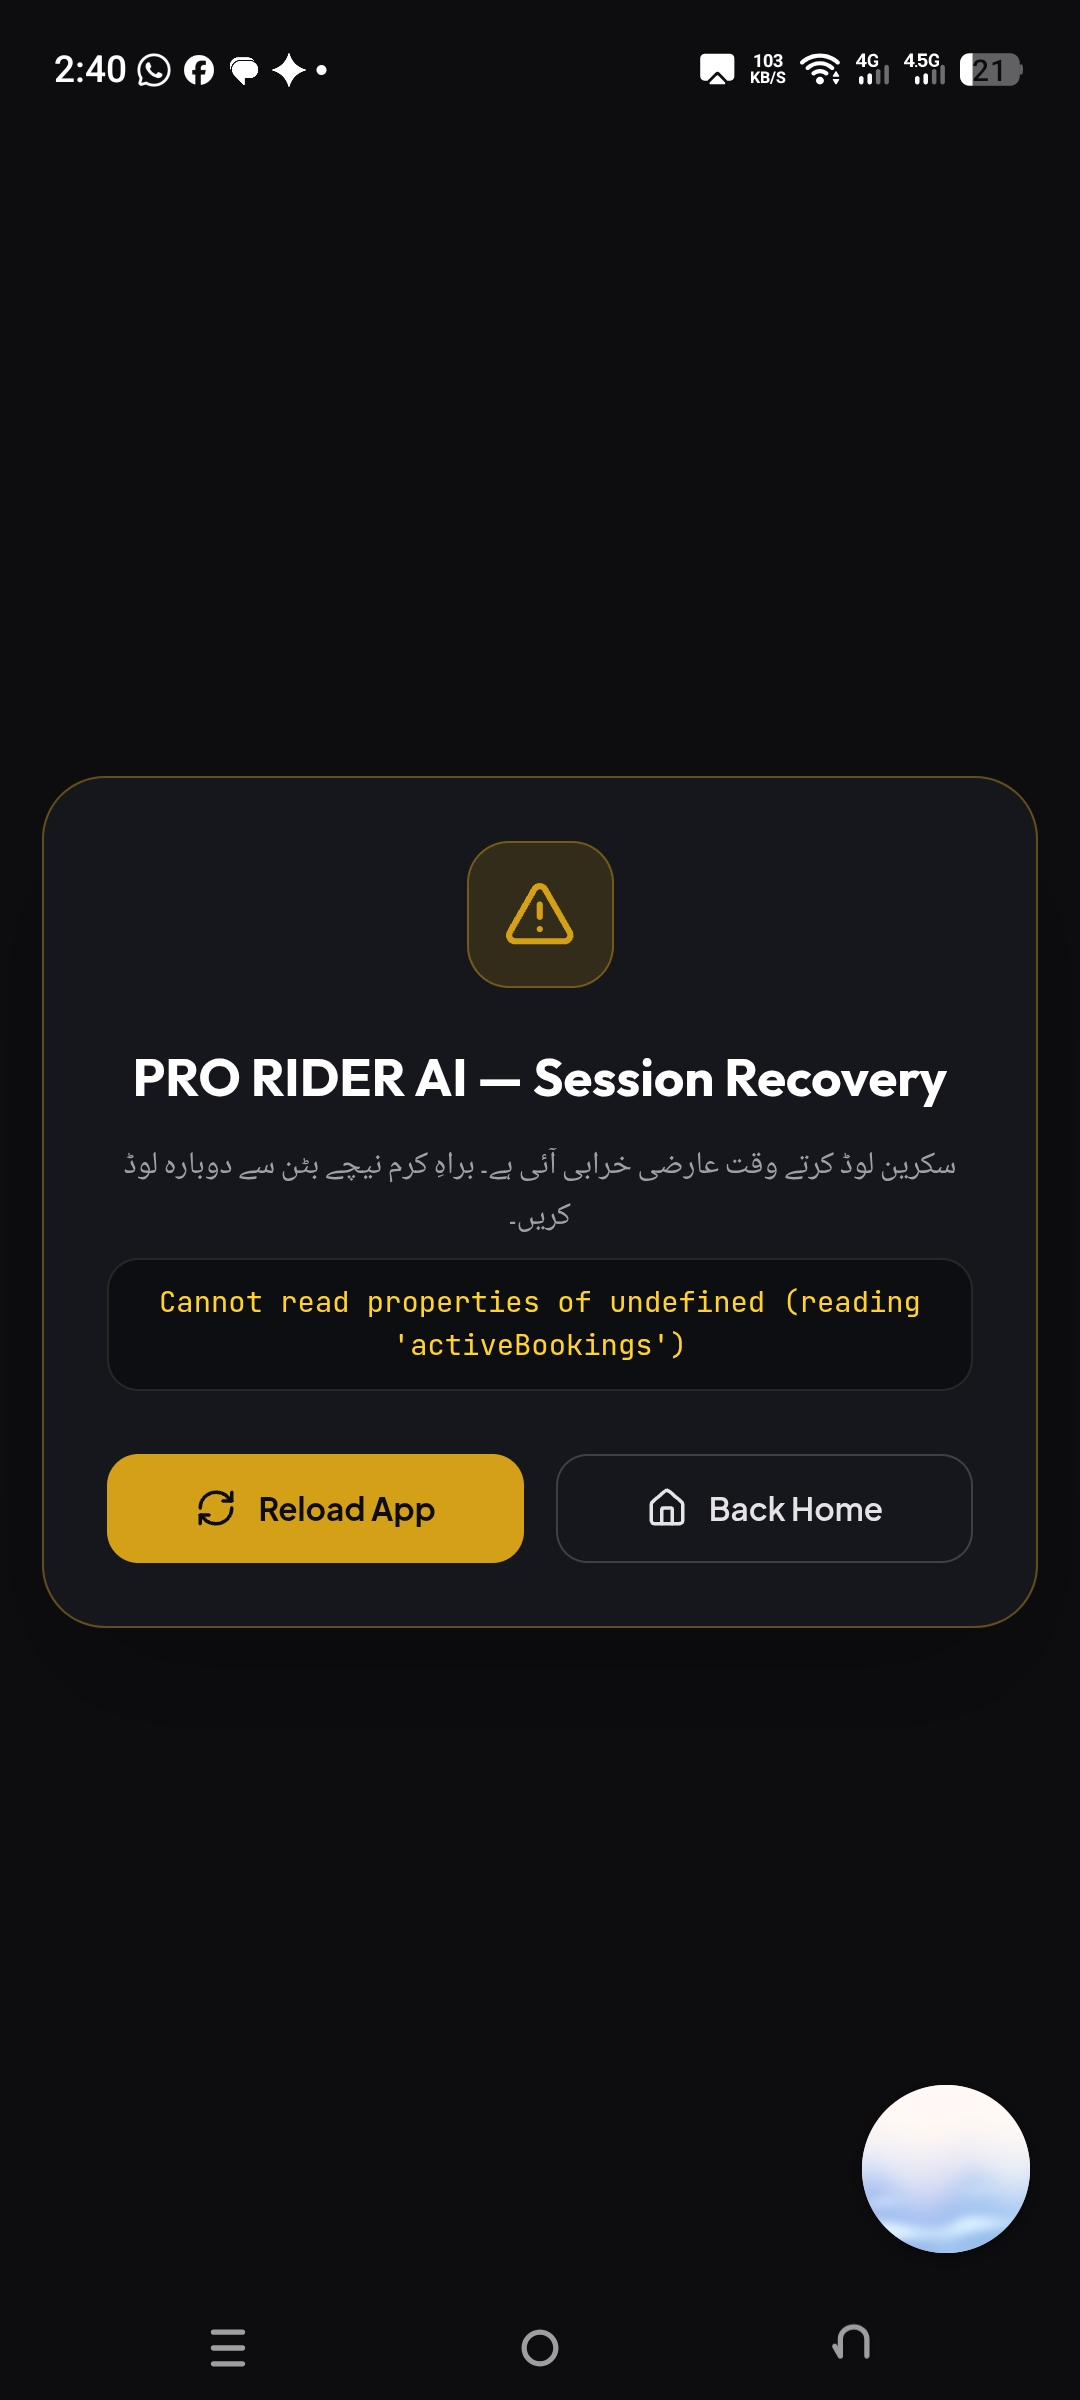 2:40
103
KB/S
4G
4.5G
21
PRO RIDER AI — Session Recovery
سکرین لوڈ کرتے وقت عارضی خرابی آئی ہے۔ براہِ کرم نیچے بٹن سے دوبارہ لوڈ
کریں۔
Cannot read properties of undefined (reading
'activeBookings')
Reload App
Back Home